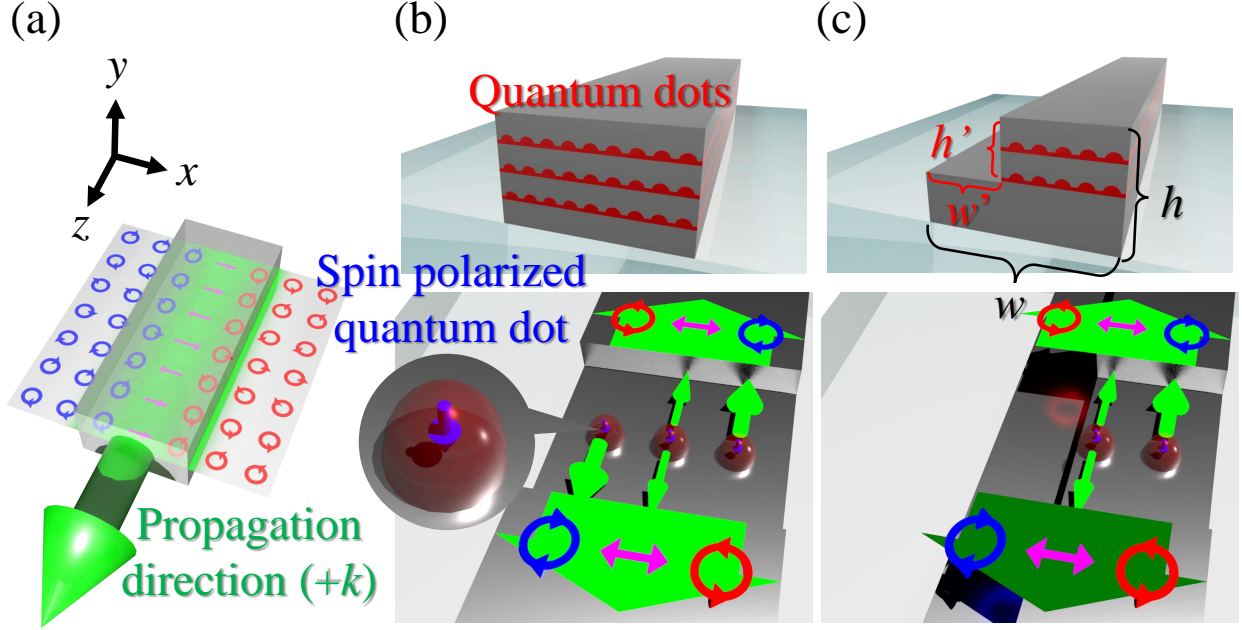 (a)
(b)
(c)
y
x
z
Quantum dots
h’
w’
h
w
Spin polarized
quantum dot
Propagation
direction (+k)